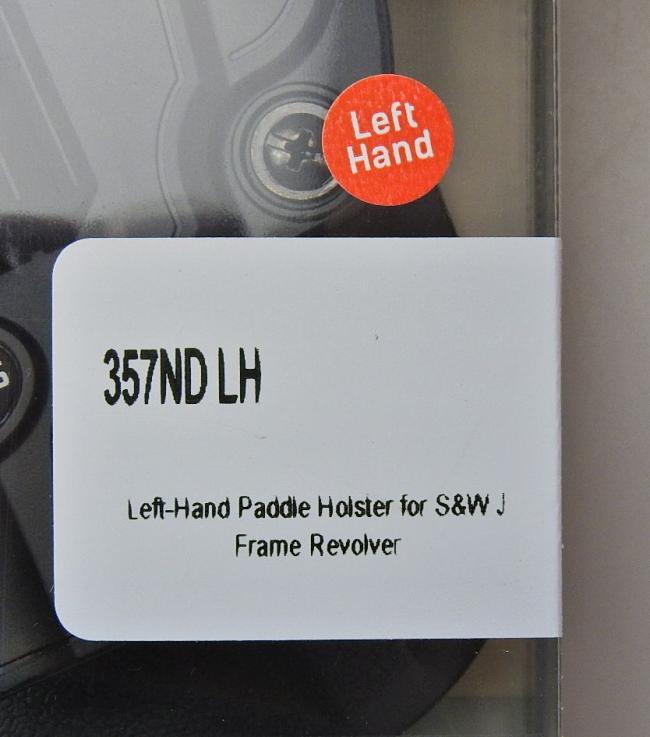 Left
Hand
357ND LH
Left-Hand Paddle Holster for S&W J
Frame Revolver